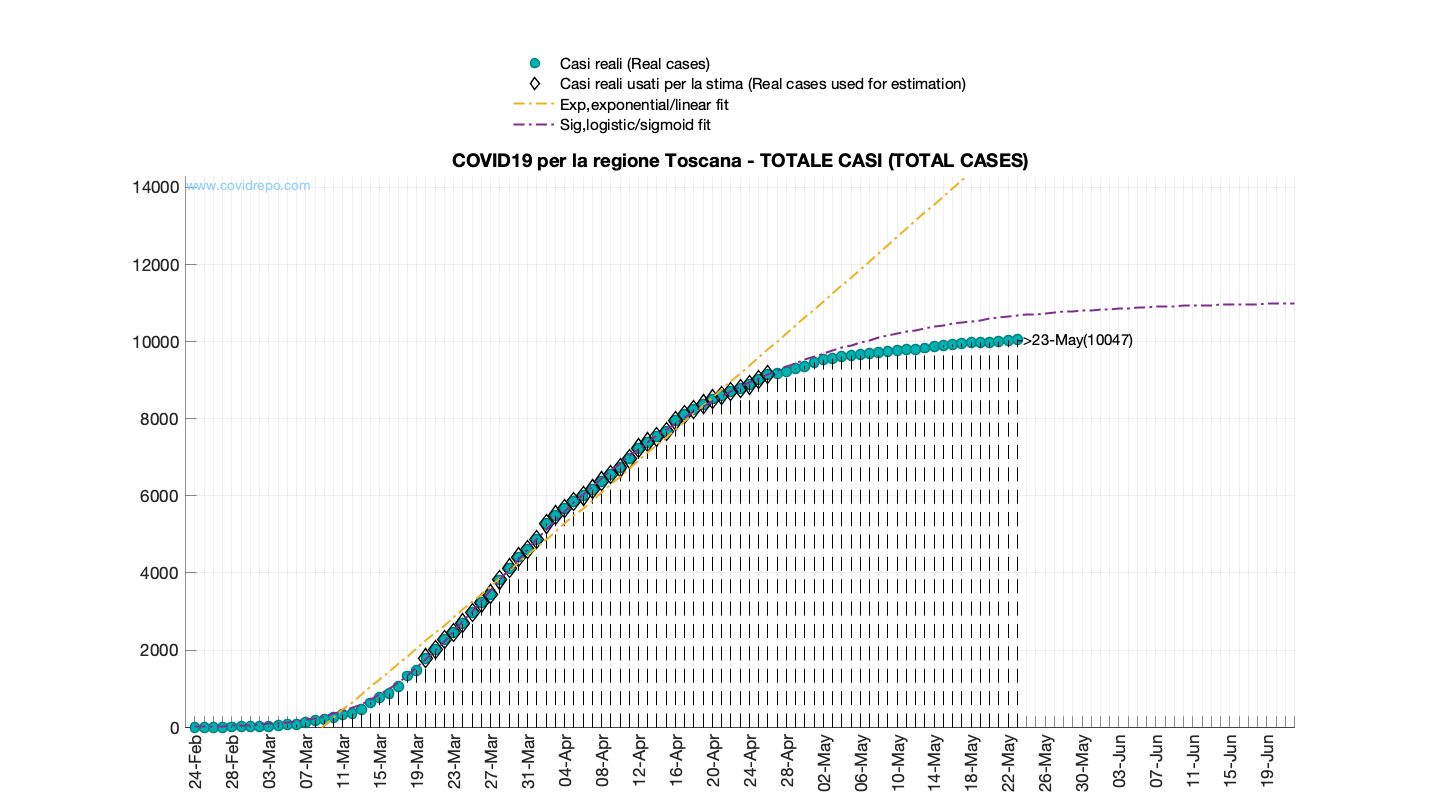 Casi reali (Real cases)
Casi reali usati per la stima (Real cases used for estimation)
Exp,exponential/linear fit
Sig,logistic/sigmoid fit
COVID19 per la regione Toscana - TOTALE CASI (TOTAL CASES)
www.covidrepo.com
14000
12000
10000
8000
6000
4000
2000
0
->23-May(10047)
24-Feb
28-Feb
03-Mar
07-Mar
11-Mar
15-Mar
19-Mar
23-Mar
27-Mar
31-Mar
04-Apr
08-Apr
12-Apr
16-Apr
20-Apr
24-Apr
28-Apr
02-May
06-May
10-May
14-May
18-May
22-May
26-May
30-May
03-Jun
07-Jun
11-Jun
15-Jun
19-Jun